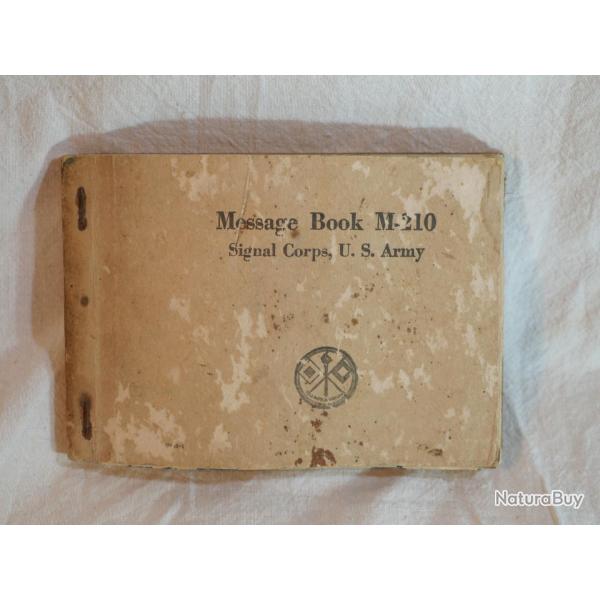 Message Book M-210
Signal Corps, U. S. Army
NaturaBuy